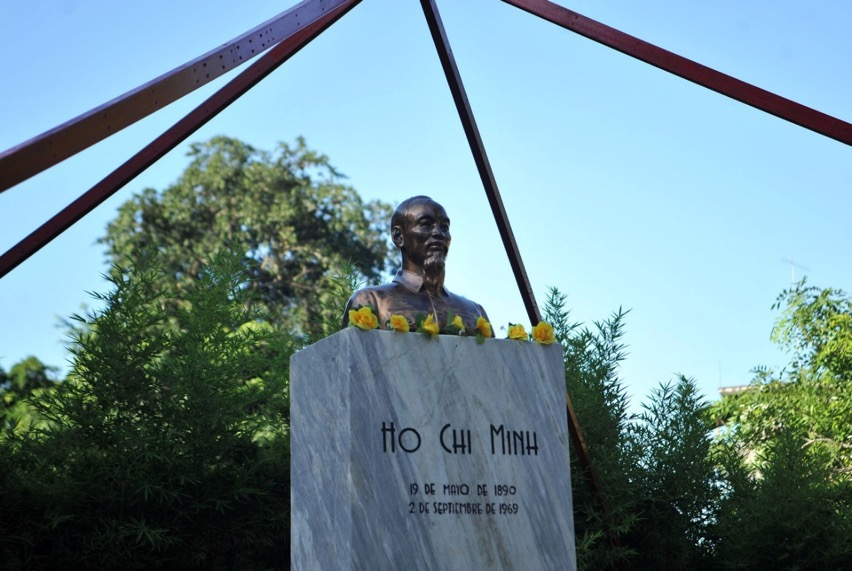 HO CHI MINH
19 DE MAYO DE 1890
2 DE SEPTIEMBRE DE 1969